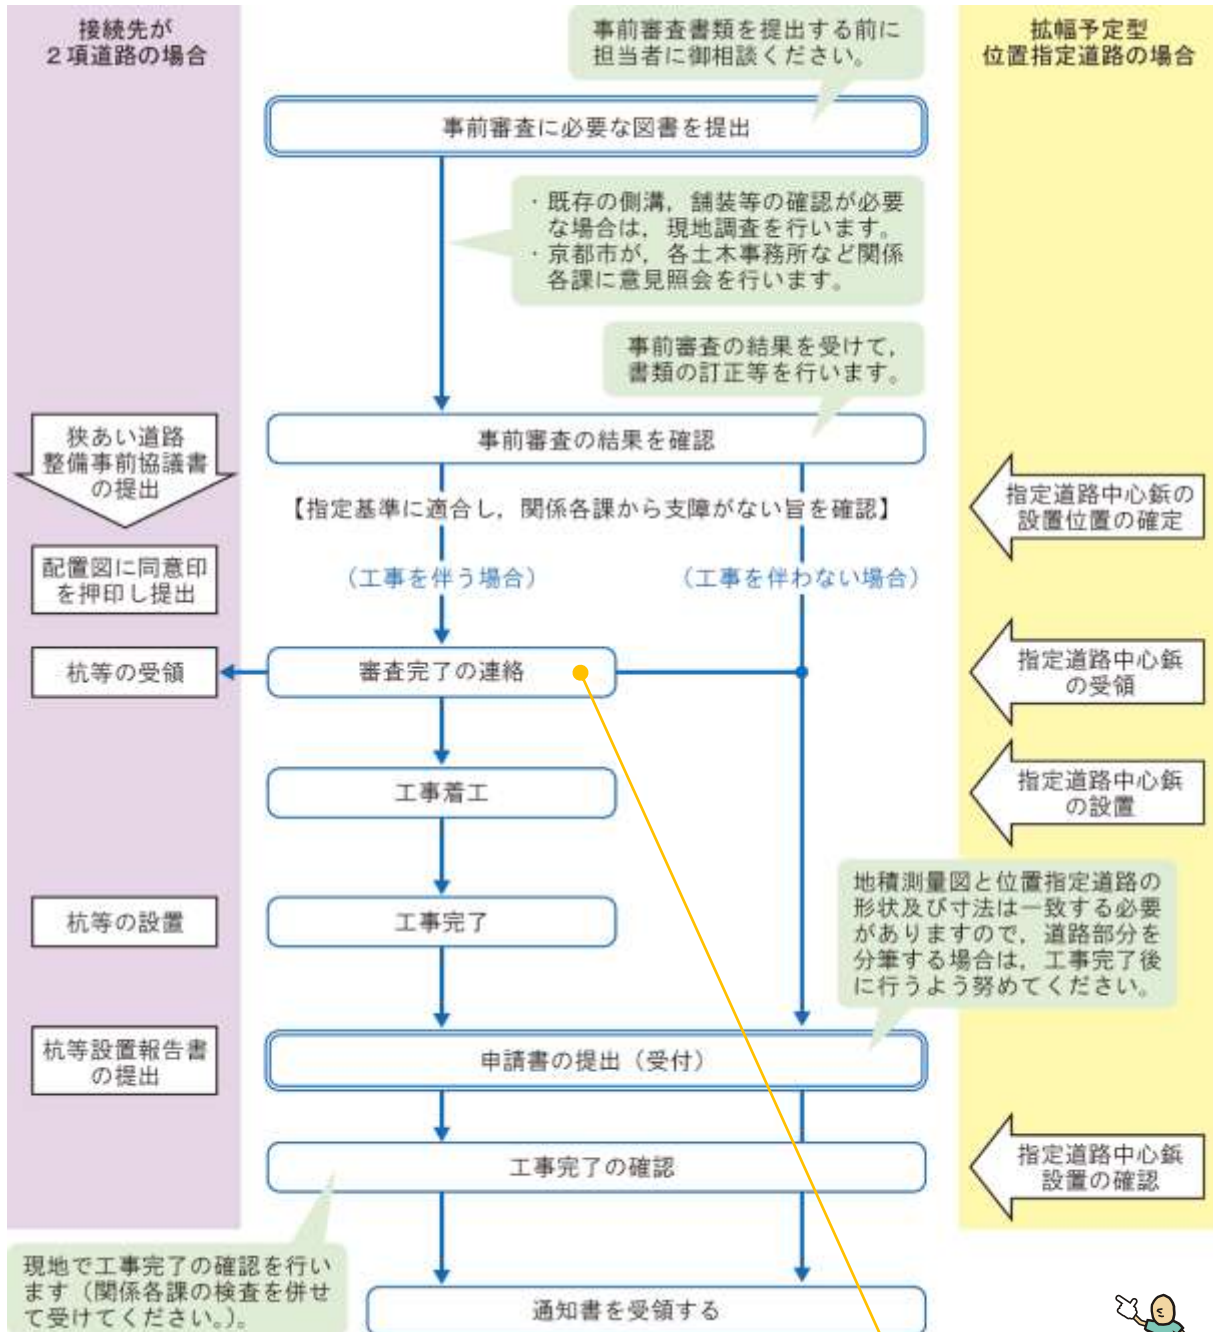 接続先が
２項道路の場合
事前審査書類を提出する前に
担当者に御相談ください。
拡幅予定型
位置指定道路の場合
事前審査に必要な図書を提出
・既存の側溝，舗装等の確認が必要
な場合は，現地調査を行います。
・京都市が，各土木事務所など関係
各課に意見照会を行います。
事前審査の結果を受けて，
書類の訂正等を行います。
事前審査の結果を確認
狭あい道路
整備事前協議書
の提出
【指定基準に適合し，関係各課から支障がない旨を確認】
指定道路中心鋲の
設置位置の確定
配置図に同意印
を押印し提出
（工事を伴う場合）
（工事を伴わない場合）
杭等の受領
審査完了の連絡
指定道路中心鋲
の受領
工事着工
指定道路中心鋲
の設置
杭等の設置
工事完了
地積測量図と位置指定道路の
形状及び寸法は一致する必要
がありますので，道路部分を
分筆する場合は，工事完了後
に行うよう努めてください。
杭等設置報告書
の提出
申請書の提出（受付）
工事完了の確認
指定道路中心鋲
設置の確認
現地で工事完了の確認を行い
ます（関係各課の検査を併せ
て受けてください。）。
通知書を受領する